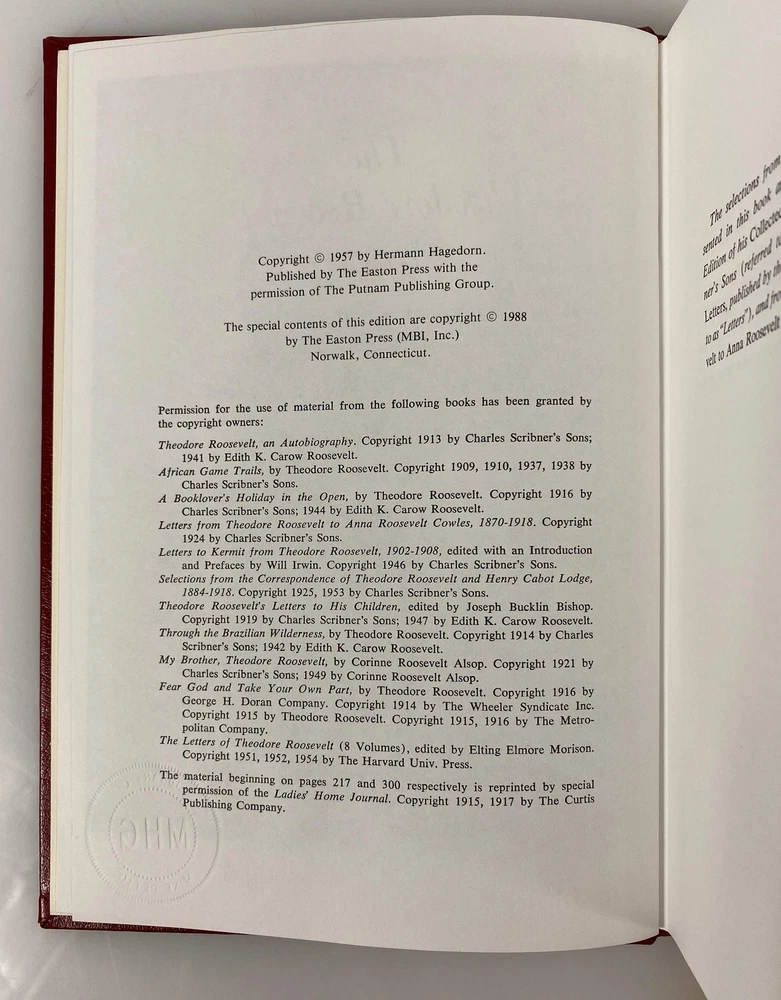 Copyright © 1957 by Hermann Hagedorn.
Published by The Easton Press with the
permission of The Putnam Publishing Group.
The special contents of this edition are copyright © 1988
by The Easton Press (MBI, Inc.)
Norwalk, Connecticut.
Permission for the use of material from the following books has been granted by
the copyright owners:
Theodore Roosevelt, an Autobiography. Copyright 1913 by Charles Scribner's Sons;
1941 by Edith K. Carow Roosevelt.
African Game Trails, by Theodore Roosevelt. Copyright 1909, 1910, 1937, 1938 by
Charles Scribner's Sons.
A Booklover's Holiday in the Open, by Theodore Roosevelt. Copyright 1916 by
Charles Scribner's Sons; 1944 by Edith K. Carow Roosevelt.
Letters from Theodore Roosevelt to Anna Roosevelt Cowles, 1870-1918. Copyright
1924 by Charles Scribner's Sons.
Letters to Kermit from Theodore Roosevelt, 1902-1908, edited with an Introduction
and Prefaces by Will Irwin. Copyright 1946 by Charles Scribner's Sons.
Selections from the Correspondence of Theodore Roosevelt and Henry Cabot Lodge,
1884-1918. Copyright 1925, 1953 by Charles Scribner's Sons.
Theodore Roosevelt's Letters to His Children, edited by Joseph Bucklin Bishop.
Copyright 1919 by Charles Scribner's Sons; 1947 by Edith K. Carow Roosevelt.
Through the Brazilian Wilderness, by Theodore Roosevelt. Copyright 1914 by Charles
Scribner's Sons; 1942 by Edith K. Carow Roosevelt.
My Brother, Theodore Roosevelt, by Corinne Roosevelt Alsop. Copyright 1921 by
Charles Scribner's Sons; 1949 by Corinne Roosevelt Alsop.
Fear God and Take Your Own Part, by Theodore Roosevelt. Copyright 1916 by
George H. Doran Company. Copyright 1914 by The Wheeler Syndicate Inc.
Copyright 1915 by Theodore Roosevelt. Copyright 1915, 1916 by The Metro-
politan Company.
The Letters of Theodore Roosevelt (8 Volumes), edited by Elting Elmore Morison.
Copyright 1951, 1952, 1954 by The Harvard Univ. Press.
The material beginning on pages 217 and 300 respectively is reprinted by special
permission of the Ladies' Home Journal. Copyright 1915, 1917 by The Curtis
Publishing Company.
MHG
The selections from
sented in this book
Edition of his Collected
ner's Sons (referred to
Letters, published by the
to as "Letters"), and
velt to Anna Roosevelt